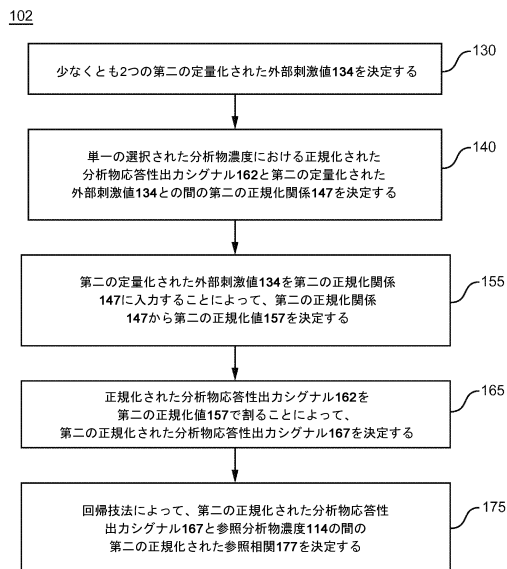 102
少なくとも2つの第二の定量化された外部刺激値134を決定する
130
単一の選択された分析物濃度における正規化された
分析物応答性出力シグナル162と第二の定量化された
外部刺激値134との間の第二の正規化関係147を決定する
140
第二の定量化された外部刺激値134を第二の正規化関係
147に入力することによって、第二の正規化関係
147から第二の正規化値157を決定する
155
正規化された分析物応答性出力シグナル162を
第二の正規化値157で割ることによって、
第二の正規化された分析物応答性出力シグナル167を決定する
165
回帰技法によって、第二の正規化された分析物応答性
出力シグナル167と参照分析物濃度114の間の
第二の正規化された参照相関177を決定する
175